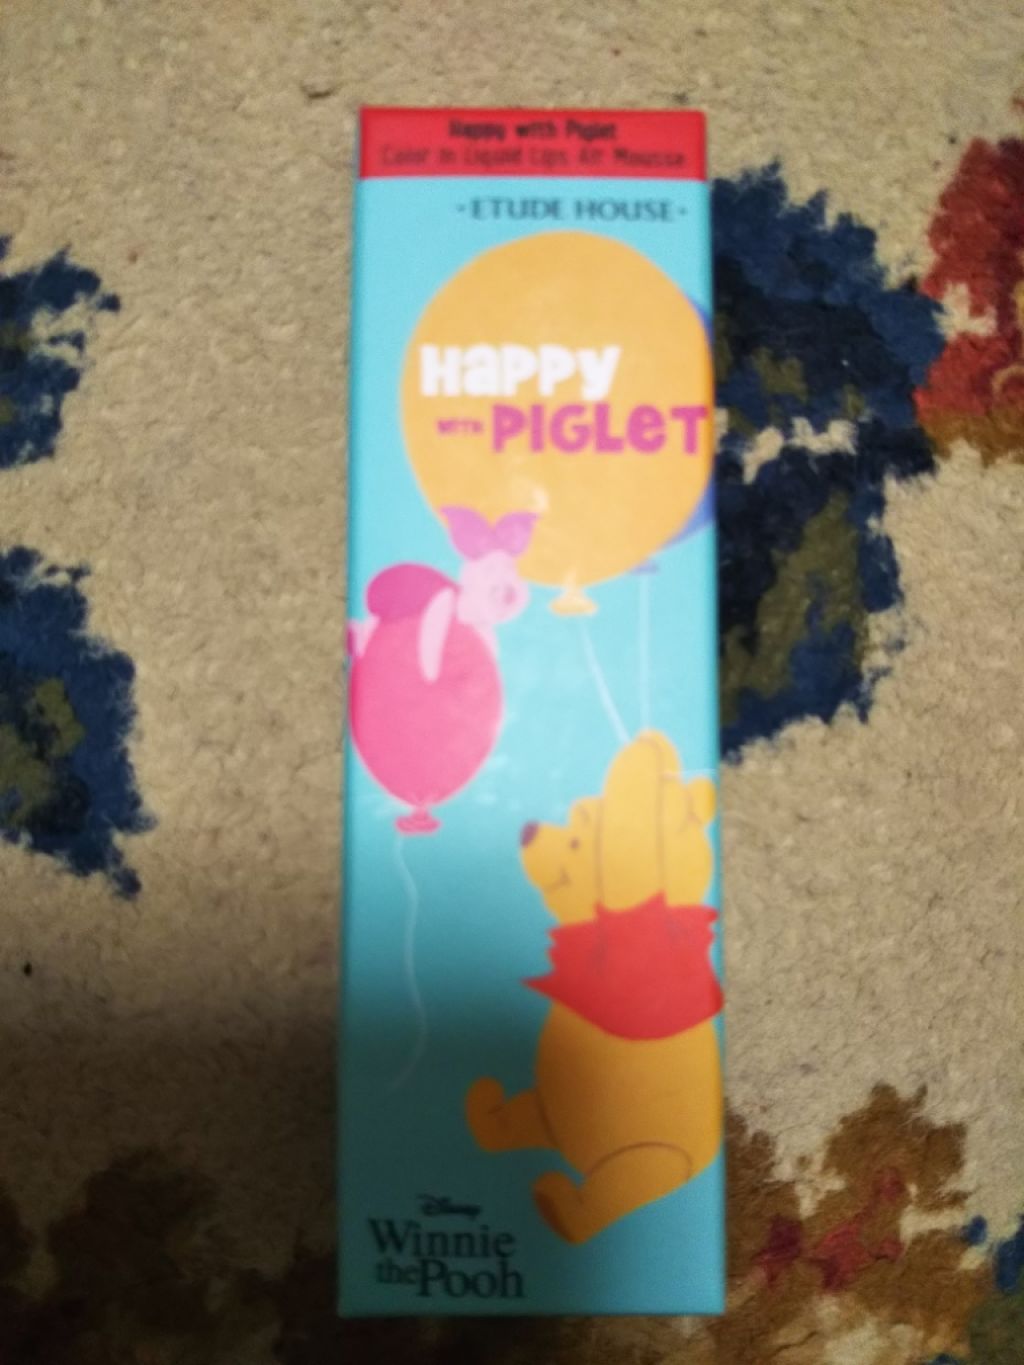 Happy with Piglet
Color in Liquid Lips Air Mousse
·ETUDE HOUSE·
HAPPY
WITH PIGLET
Disney
Winnie
the Pooh